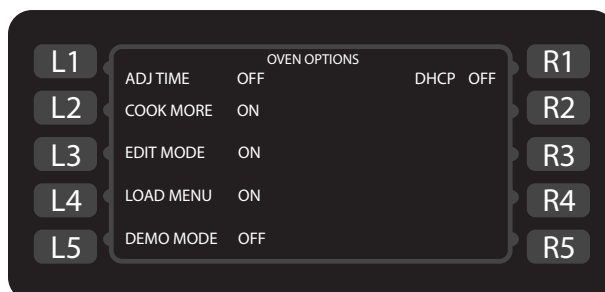 OVEN OPTIONS
L1 ADJ TIME OFF DHCP OFF R1
L2 COOK MORE ON R2
L3 EDIT MODE ON R3
L4 LOAD MENU ON R4
L5 DEMO MODE OFF R5